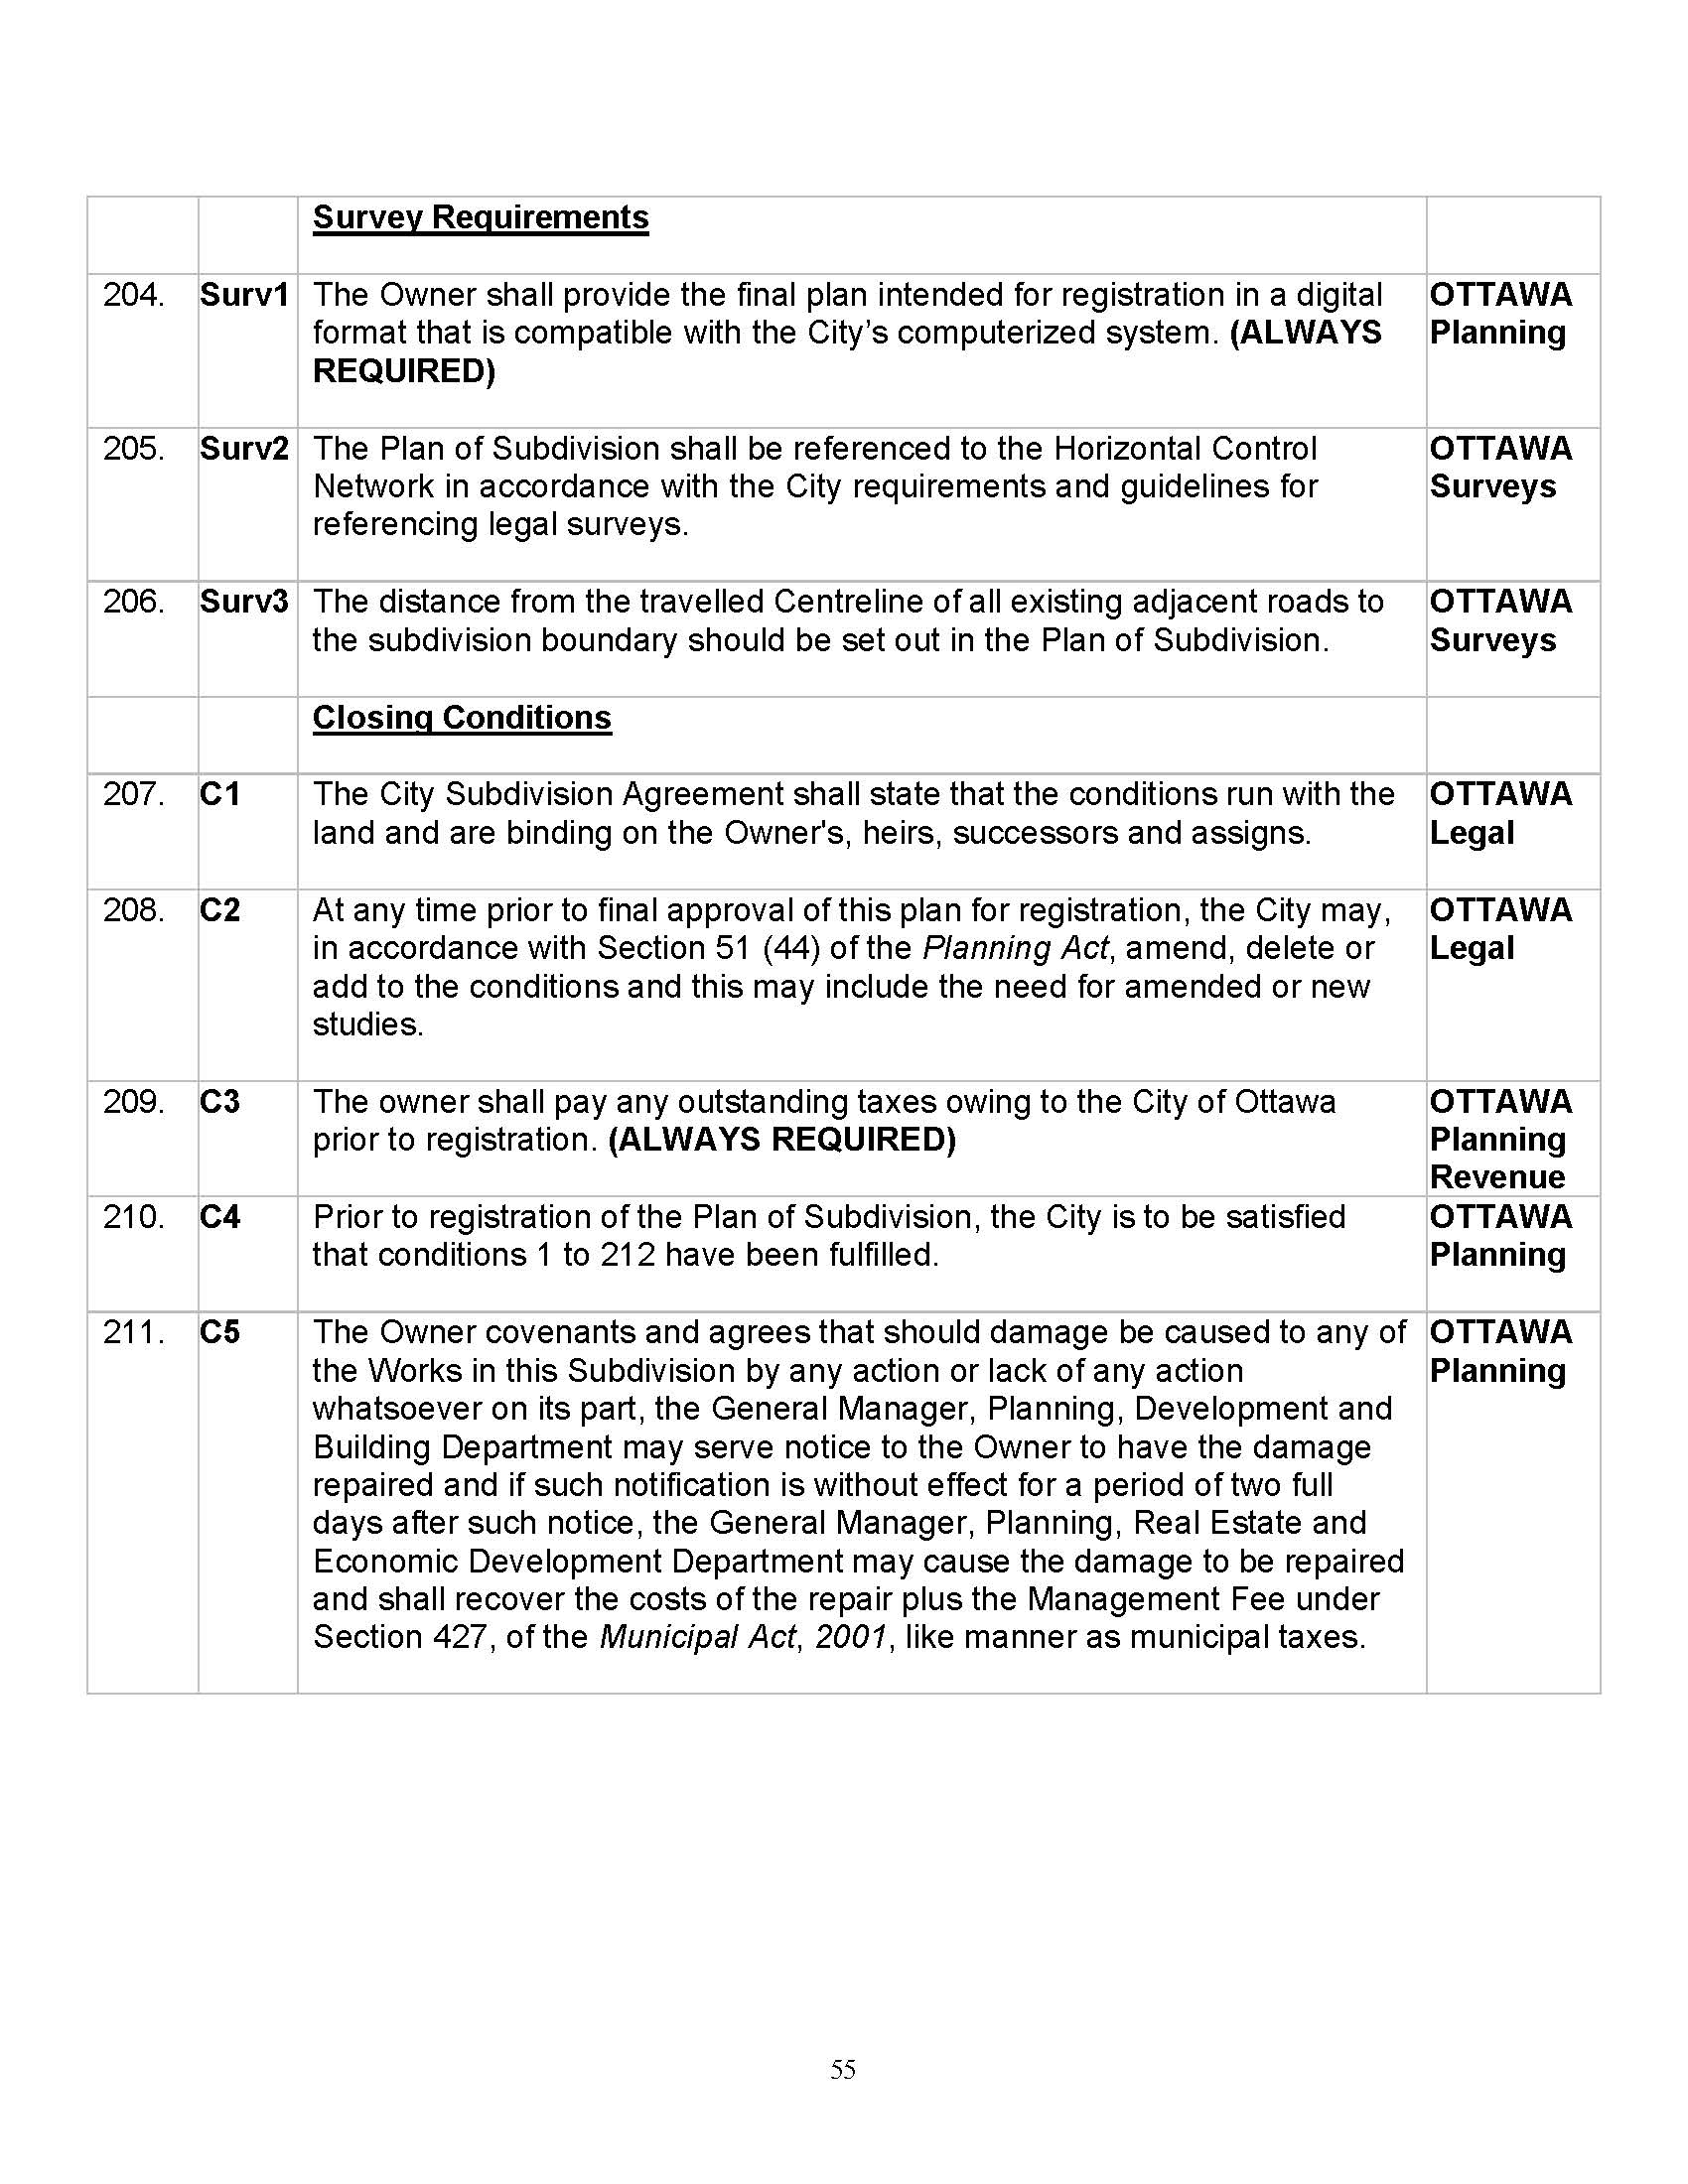 Survey Requirements
204. Surv1 The Owner shall provide the final plan intended for registration in a digital OTTAWA
format that is compatible with the City’s computerized system. (ALWAYS Planning
REQUIRED)
205. Surv2 The Plan of Subdivision shall be referenced to the Horizontal Control OTTAWA
Network in accordance with the City requirements and guidelines for Surveys
referencing legal surveys.
206. Surv3 The distance from the travelled Centreline of all existing adjacent roads to OTTAWA
the subdivision boundary should be set out in the Plan of Subdivision. Surveys
Closing Conditions
207. C1 The City Subdivision Agreement shall state that the conditions run with the OTTAWA
land and are binding on the Owner's, heirs, successors and assigns. Legal
208. C2 At any time prior to final approval of this plan for registration, the City may, OTTAWA
in accordance with Section 51 (44) of the Planning Act, amend, delete or Legal
add to the conditions and this may include the need for amended or new
studies.
209. C3 The owner shall pay any outstanding taxes owing to the City of Ottawa OTTAWA
prior to registration. (ALWAYS REQUIRED) Planning
Revenue
210. C4 Prior to registration of the Plan of Subdivision, the City is to be satisfied OTTAWA
that conditions 1 to 212 have been fulfilled. Planning
211. C5 The Owner covenants and agrees that should damage be caused to any of OTTAWA
the Works in this Subdivision by any action or lack of any action Planning
whatsoever on its part, the General Manager, Planning, Development and
Building Department may serve notice to the Owner to have the damage
repaired and if such notification is without effect for a period of two full
days after such notice, the General Manager, Planning, Real Estate and
Economic Development Department may cause the damage to be repaired
and shall recover the costs of the repair plus the Management Fee under
Section 427, of the Municipal Act, 2001, like manner as municipal taxes.
55